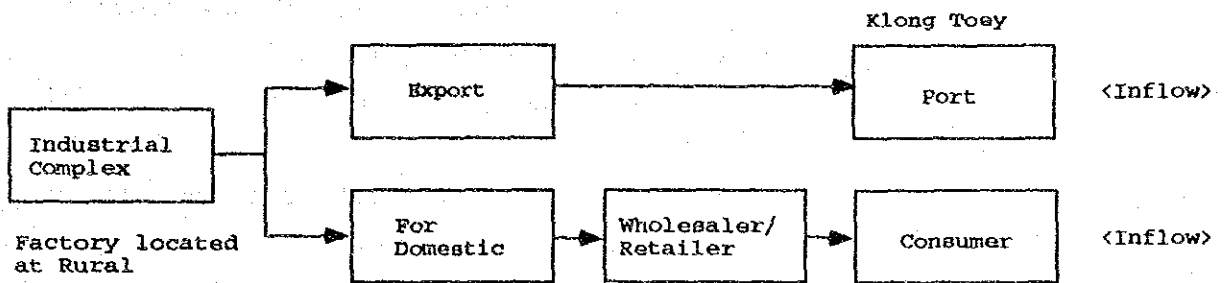 Klong Toey
Export
Port
<Inflow>
Industrial
Complex
For
Domestic
Wholesaler/
Retailer
Consumer
<Inflow>
Factory located
at Rural